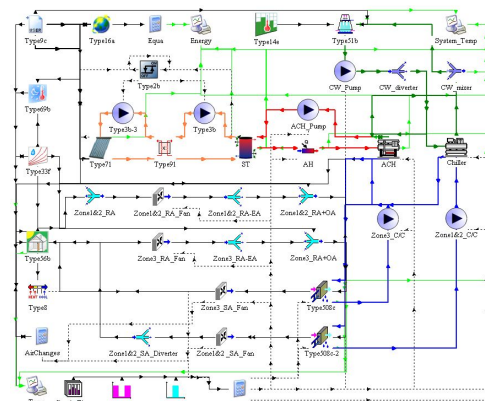 Type9c
Type16a
Equa
Energy
Type14e
Type51b
System_Temp
Type2b
CW_Pump
CW_diverter
CW_mixer
Type69b
Type3b-3
Type3b
ACH_Pump
Type33f
Type71
Type91
ST
AH
ACH
Chiller
Zone1&2_RA
Zone1&2_RA_Fan
Zone1&2_RA-EA
Zone1&2_RA+OA
Zone3_C/C
Zone1&2_C/C
Type56b
Zone3_RA_Fan
Zone3_RA-EA
Zone3_RA+OA
Type8
Zone3_SA_Fan
Type508c
AirChanges
Zone1&2_SA_Diverter
Zone1&2_SA_Fan
Type508c-2